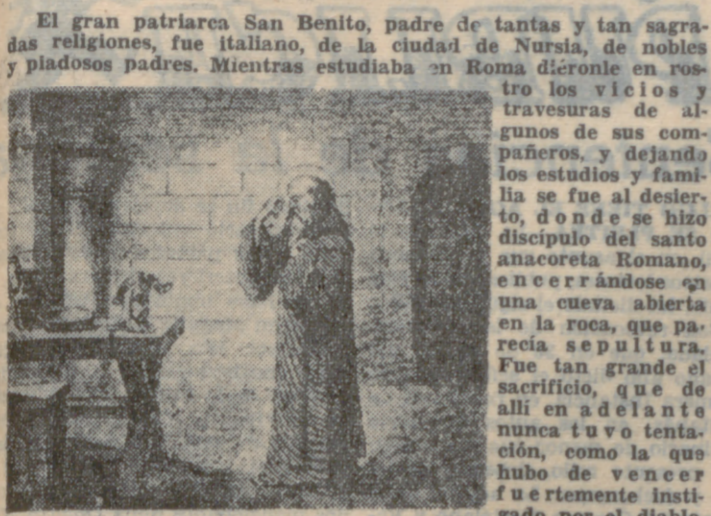 El gran patriarca San Benito, padre de tantas y tan sagra-
das religiones, fue italiano, de la ciudad de Nursia, de nobles
y piadosos padres. Mientras estudiaba en Roma diéronle en ros-
tro los vicios y
travesuras de al-
gunos de sus com-
pañeros, y dejando
los estudios y fami-
lia se fue al desier-
to, donde se hizo
discípulo del santo
anacoreta Romano,
encerrándose en
una cueva abierta
en la roca, que pa-
recía sepultura.
Fue tan grande el
sacrificio, que de
allí en adelante
nunca tuvo tenta-
ción, como la que
hubo de vencer
fuertemente insti-
gado por el diablo